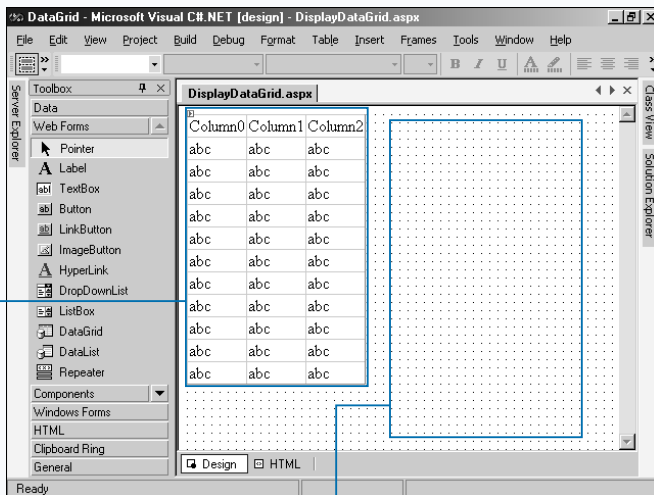 DataGrid - Microsoft Visual C#.NET [design] - DisplayDataGrid.aspx
File Edit View Project Build Debug Format Table Insert Frames Tools Window Help
B I U A
Server Explorer
Toolbox
Data
Web Forms
Pointer
A Label
abl TextBox
ab Button
ab LinkButton
ImageButton
A HyperLink
DropDownList
ListBox
DataGrid
DataList
Repeater
Components
Windows Forms
HTML
Clipboard Ring
General
DisplayDataGrid.aspx
Column0 Column1 Column2
abc abc abc
abc abc abc
abc abc abc
abc abc abc
abc abc abc
abc abc abc
abc abc abc
abc abc abc
abc abc abc
abc abc abc
abc abc abc
Design HTML
Class View
Solution Explorer
Ready